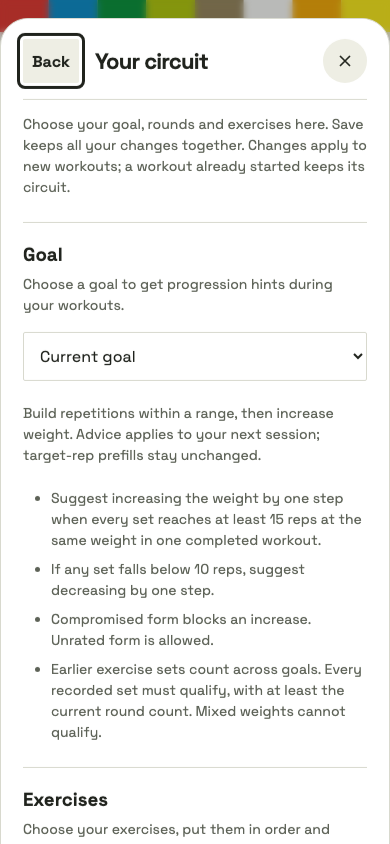 Back
Your circuit
Choose your goal, rounds and exercises here. Save
keeps all your changes together. Changes apply to
new workouts; a workout already started keeps its
circuit.
Goal
Choose a goal to get progression hints during
your workouts.
Current goal
Build repetitions within a range, then increase
weight. Advice applies to your next session;
target-rep prefills stay unchanged.
Suggest increasing the weight by one step
when every set reaches at least 15 reps at the
same weight in one completed workout.
If any set falls below 10 reps, suggest
decreasing by one step.
Compromised form blocks an increase.
Unrated form is allowed.
Earlier exercise sets count across goals. Every
recorded set must qualify, with at least the
current round count. Mixed weights cannot
qualify.
Exercises
Choose your exercises, put them in order and